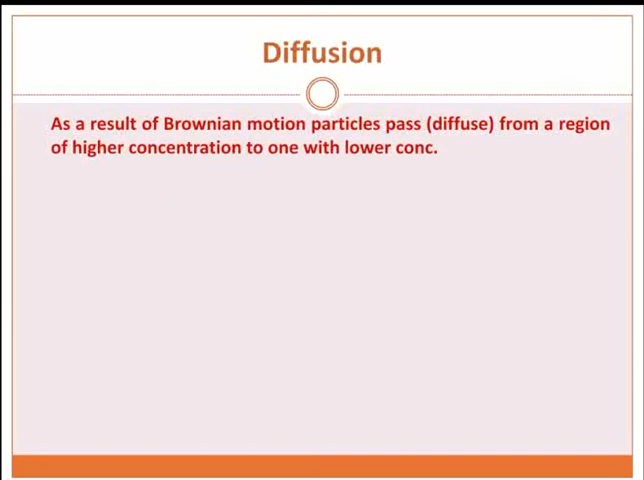 Diffusion
As a result of Brownian motion particles pass (diffuse) from a region
of higher concentration to one with lower conc.